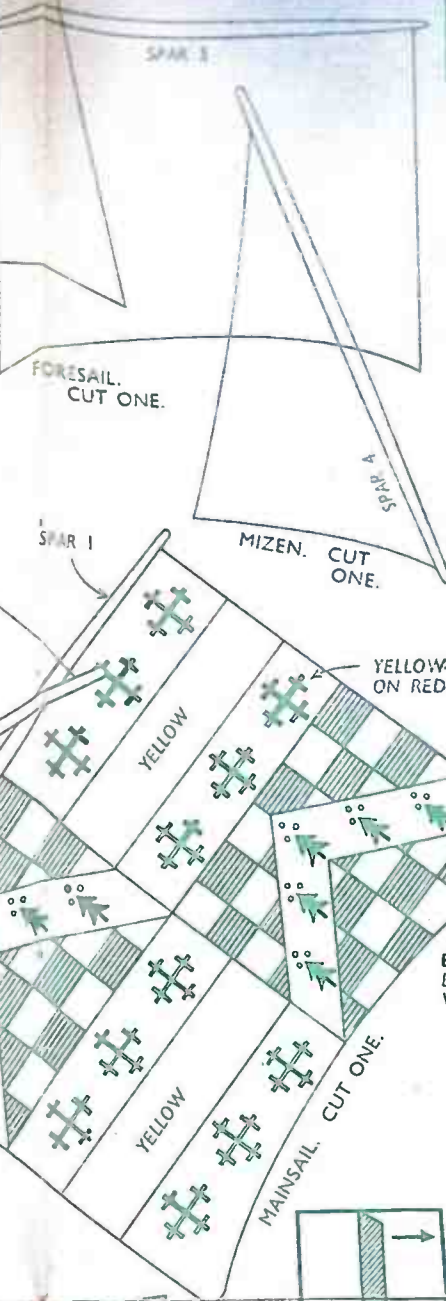 SPAR 3
FORESAIL.
CUT ONE.
SPAR 4
MIZEN. CUT
ONE.
SPAR 1
YELLOW
ON RED
YELLOW
YELLOW
MAINSAIL. CUT ONE.